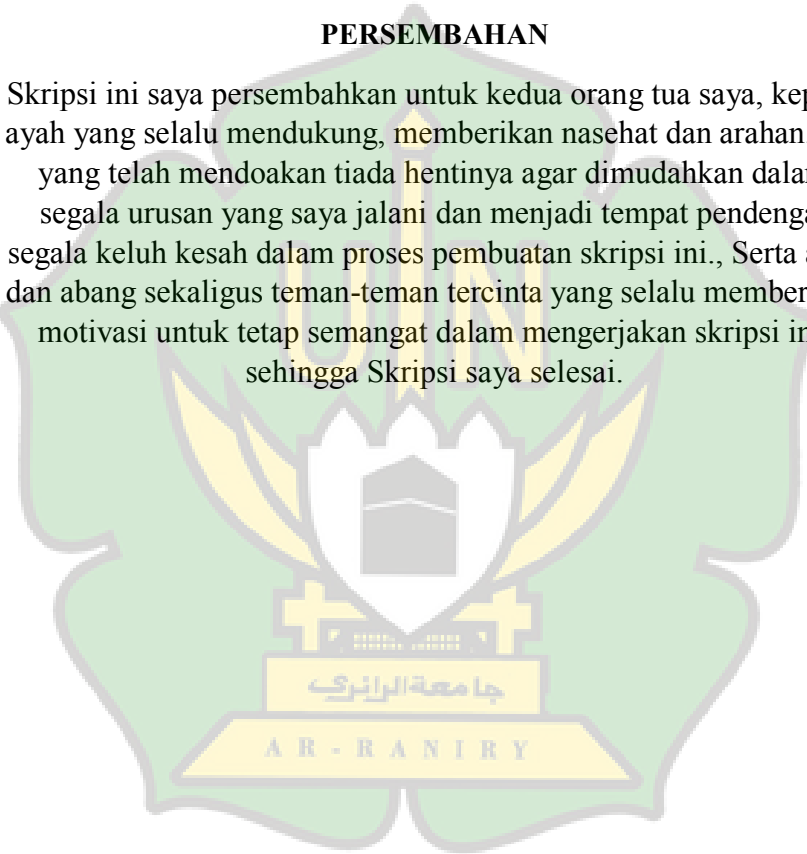 PERSEMBAHAN
Skripsi ini saya persembahkan untuk kedua orang tua saya, kep
ayah yang selalu mendukung, memberikan nasehat dan arahan
yang telah mendoakan tiada hentinya agar dimudahkan dalam
segala urusan yang saya jalani dan menjadi tempat pendenga
segala keluh kesah dalam proses pembuatan skripsi ini., Serta a
dan abang sekaligus teman-teman tercinta yang selalu member
motivasi untuk tetap semangat dalam mengerjakan skripsi in
sehingga Skripsi saya selesai.
UIN
جامعة الرانري
AR-RANIRY